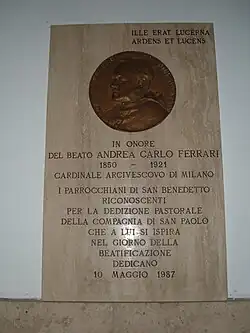 ILLE ERAT LUCERNA
ARDENS ET LUCENS
IN ONORE
DEL BEATO ANDREA CARLO FERRARI
1850 - 1921
CARDINALE ARCIVESCOVO DI MILANO
I PARROCCHIANI DI SAN BENEDETTO
RICONOSCENTI
PER LA DEDIZIONE PASTORALE
DELLA COMPAGNIA DI SAN PAOLO
CHE A LUI SI ISPIRA
NEL GIORNO DELLA
BEATIFICAZIONE
DEDICANO
10 MAGGIO 1987